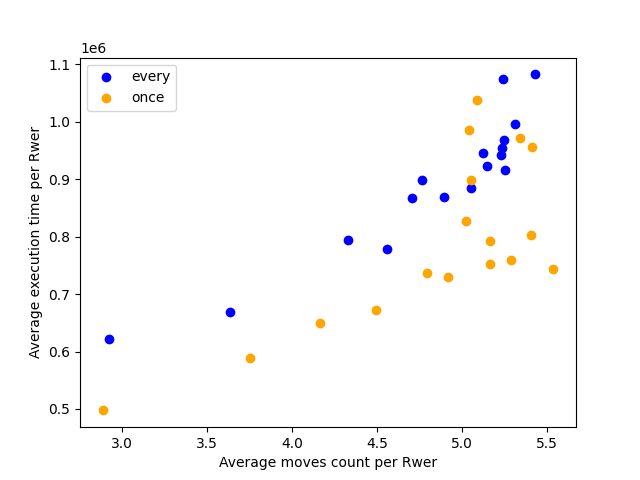 1e6
every
once
1.1
1.0
0.9
0.8
0.7
0.6
0.5
Average execution time per Rwer
3.0 3.5 4.0 4.5 5.0 5.5
Average moves count per Rwer